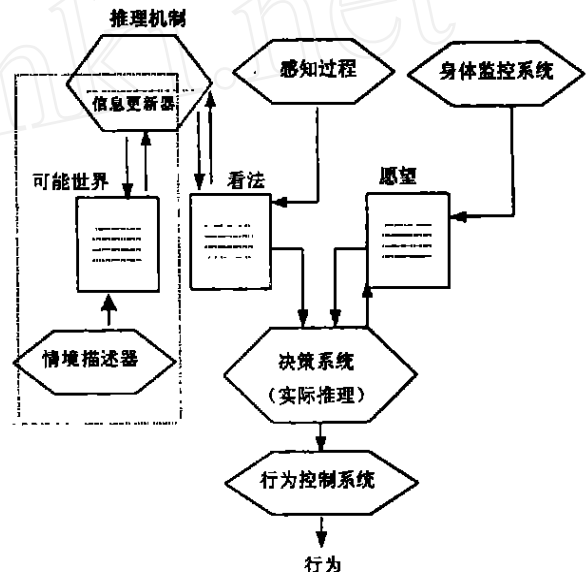 推理机制
信息更新器
感知过程
身体监控系统
可能世界
看法
愿望
情境描述器
决策系统
（实际推理）
行为控制系统
行为